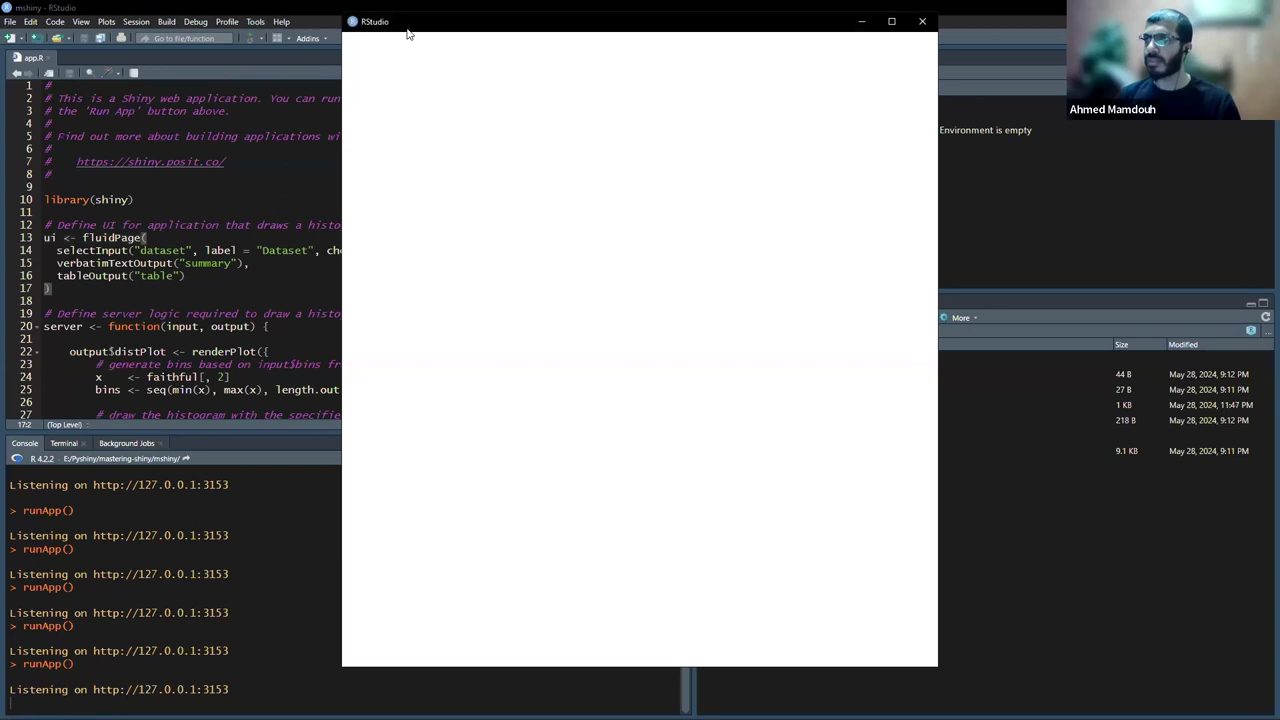 mshiny - RStudio
File Edit Code View Plots Session Build Debug Profile Tools Help
Go to file/function
Addins
app.R
1 #
2 # This is a Shiny web application. You can run
3 # the 'Run App' button above.
4 #
5 # Find out more about building applications wi
6 #
7 # https://shiny.posit.co/
8 #
9
10 library(shiny)
11
12 # Define UI for application that draws a histo
13 ui <- fluidPage(
14 selectInput("dataset", label = "Dataset", ch
15 verbatimTextOutput("summary"),
16 tableOutput("table")
17 )
18
19 # Define server logic required to draw a histo
20 server <- function(input, output) {
21
22 output$distPlot <- renderPlot({
23 # generate bins based on input$bins fr
24 x <- faithful[, 2]
25 bins <- seq(min(x), max(x), length.out
26
27 # draw the histogram with the specifie
17:2 (Top Level)
Console Terminal Background Jobs
R 4.2.2 · E:/Pyshiny/mastering-shiny/mshiny/
Listening on http://127.0.0.1:3153
> runApp()
Listening on http://127.0.0.1:3153
> runApp()
Listening on http://127.0.0.1:3153
> runApp()
Listening on http://127.0.0.1:3153
> runApp()
Listening on http://127.0.0.1:3153
> runApp()
Listening on http://127.0.0.1:3153
RStudio
Ahmed Mamdouh
Environment is empty
More
Size Modified
44 B May 28, 2024, 9:12 PM
27 B May 28, 2024, 9:11 PM
1 KB May 28, 2024, 11:47 PM
218 B May 28, 2024, 9:12 PM
9.1 KB May 28, 2024, 9:11 PM